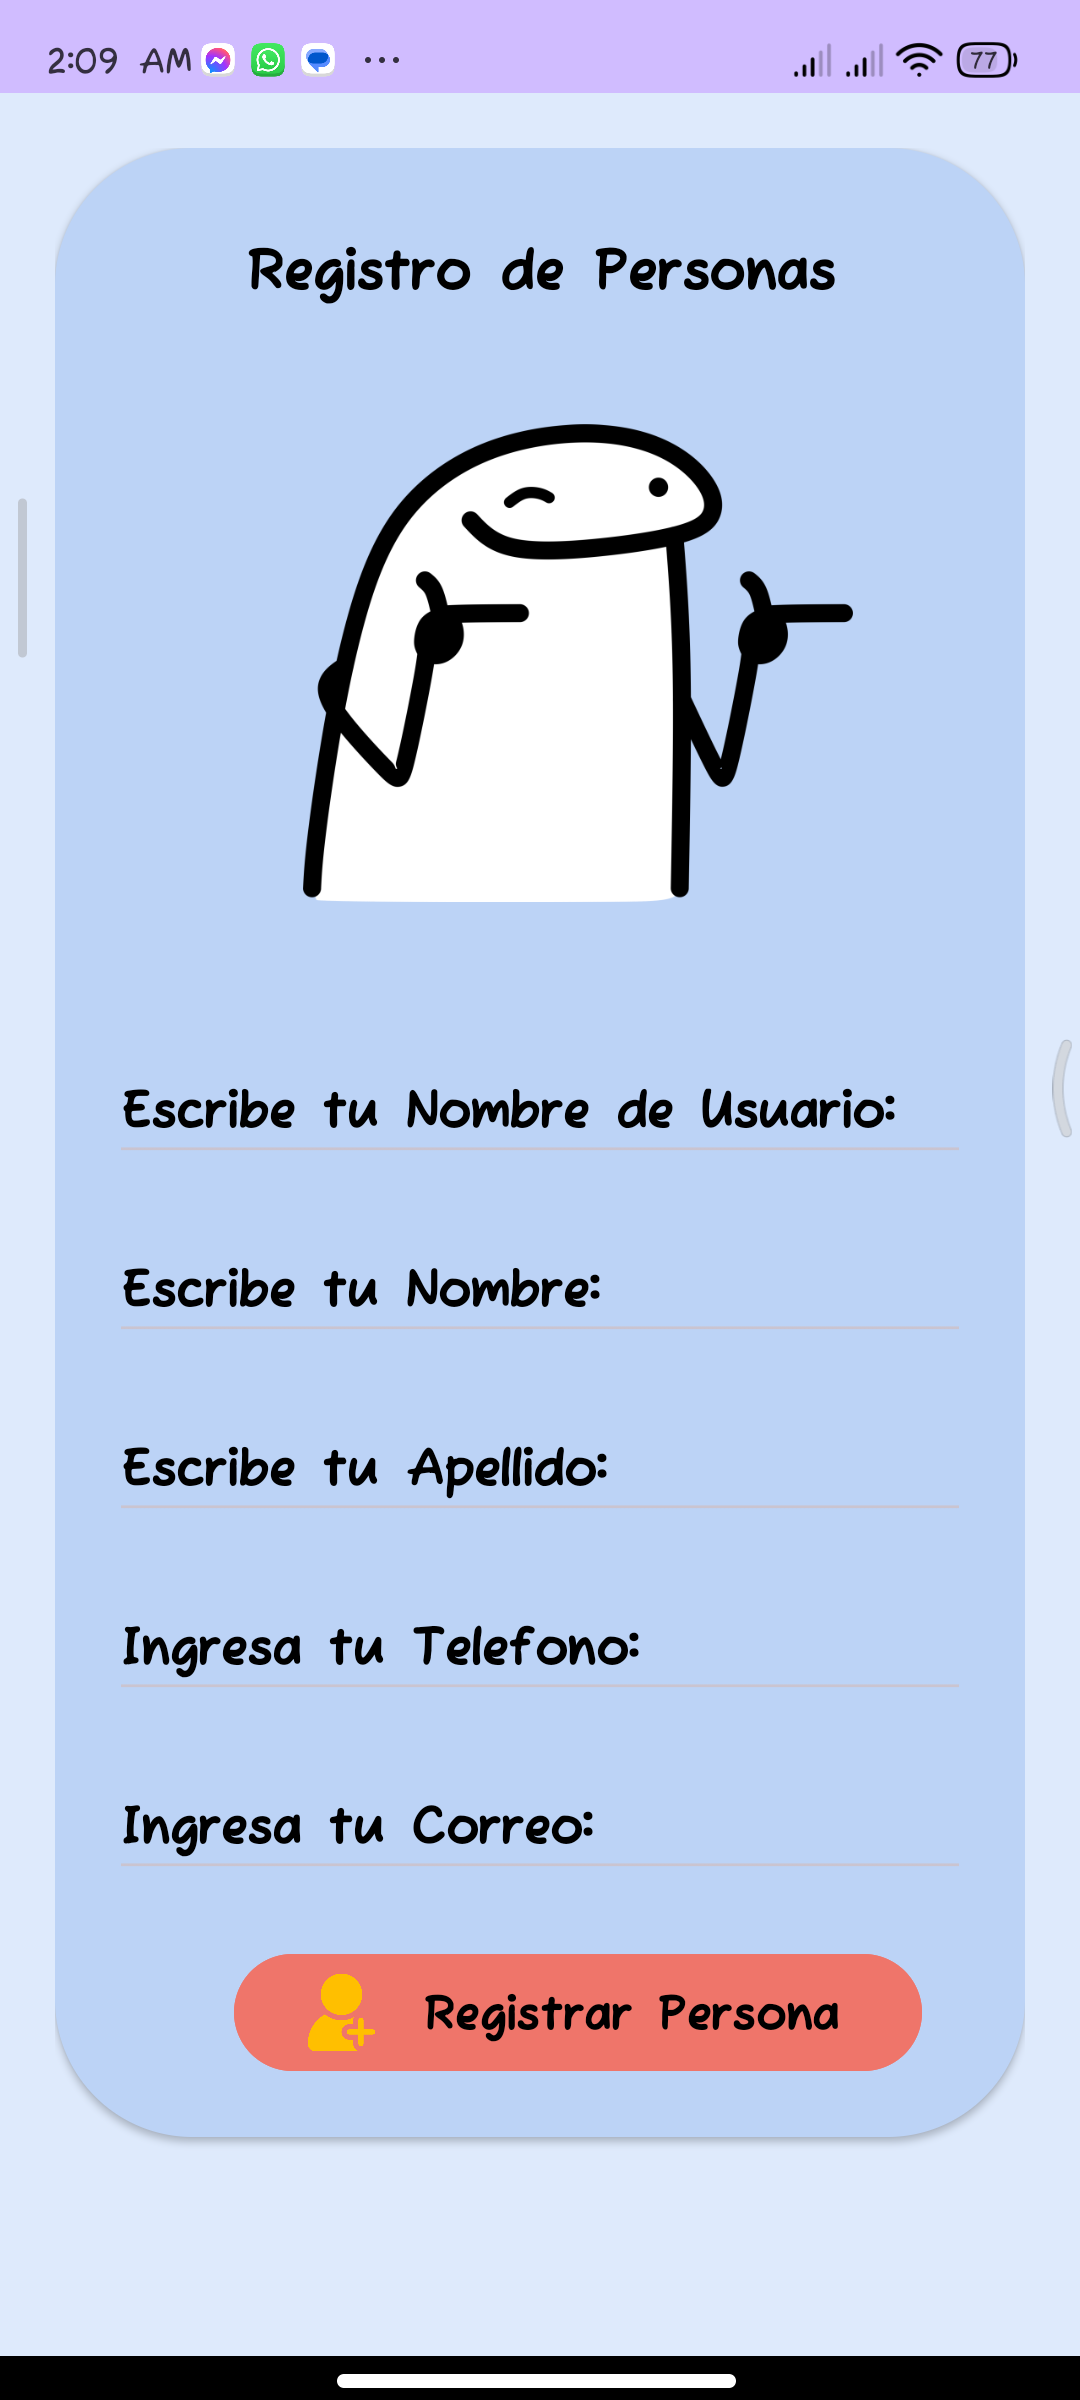 2:09 AM
77
Registro de Personas
Escribe tu Nombre de Usuario:
Escribe tu Nombre:
Escribe tu Apellido:
Ingresa tu Telefono:
Ingresa tu Correo:
Registrar Persona